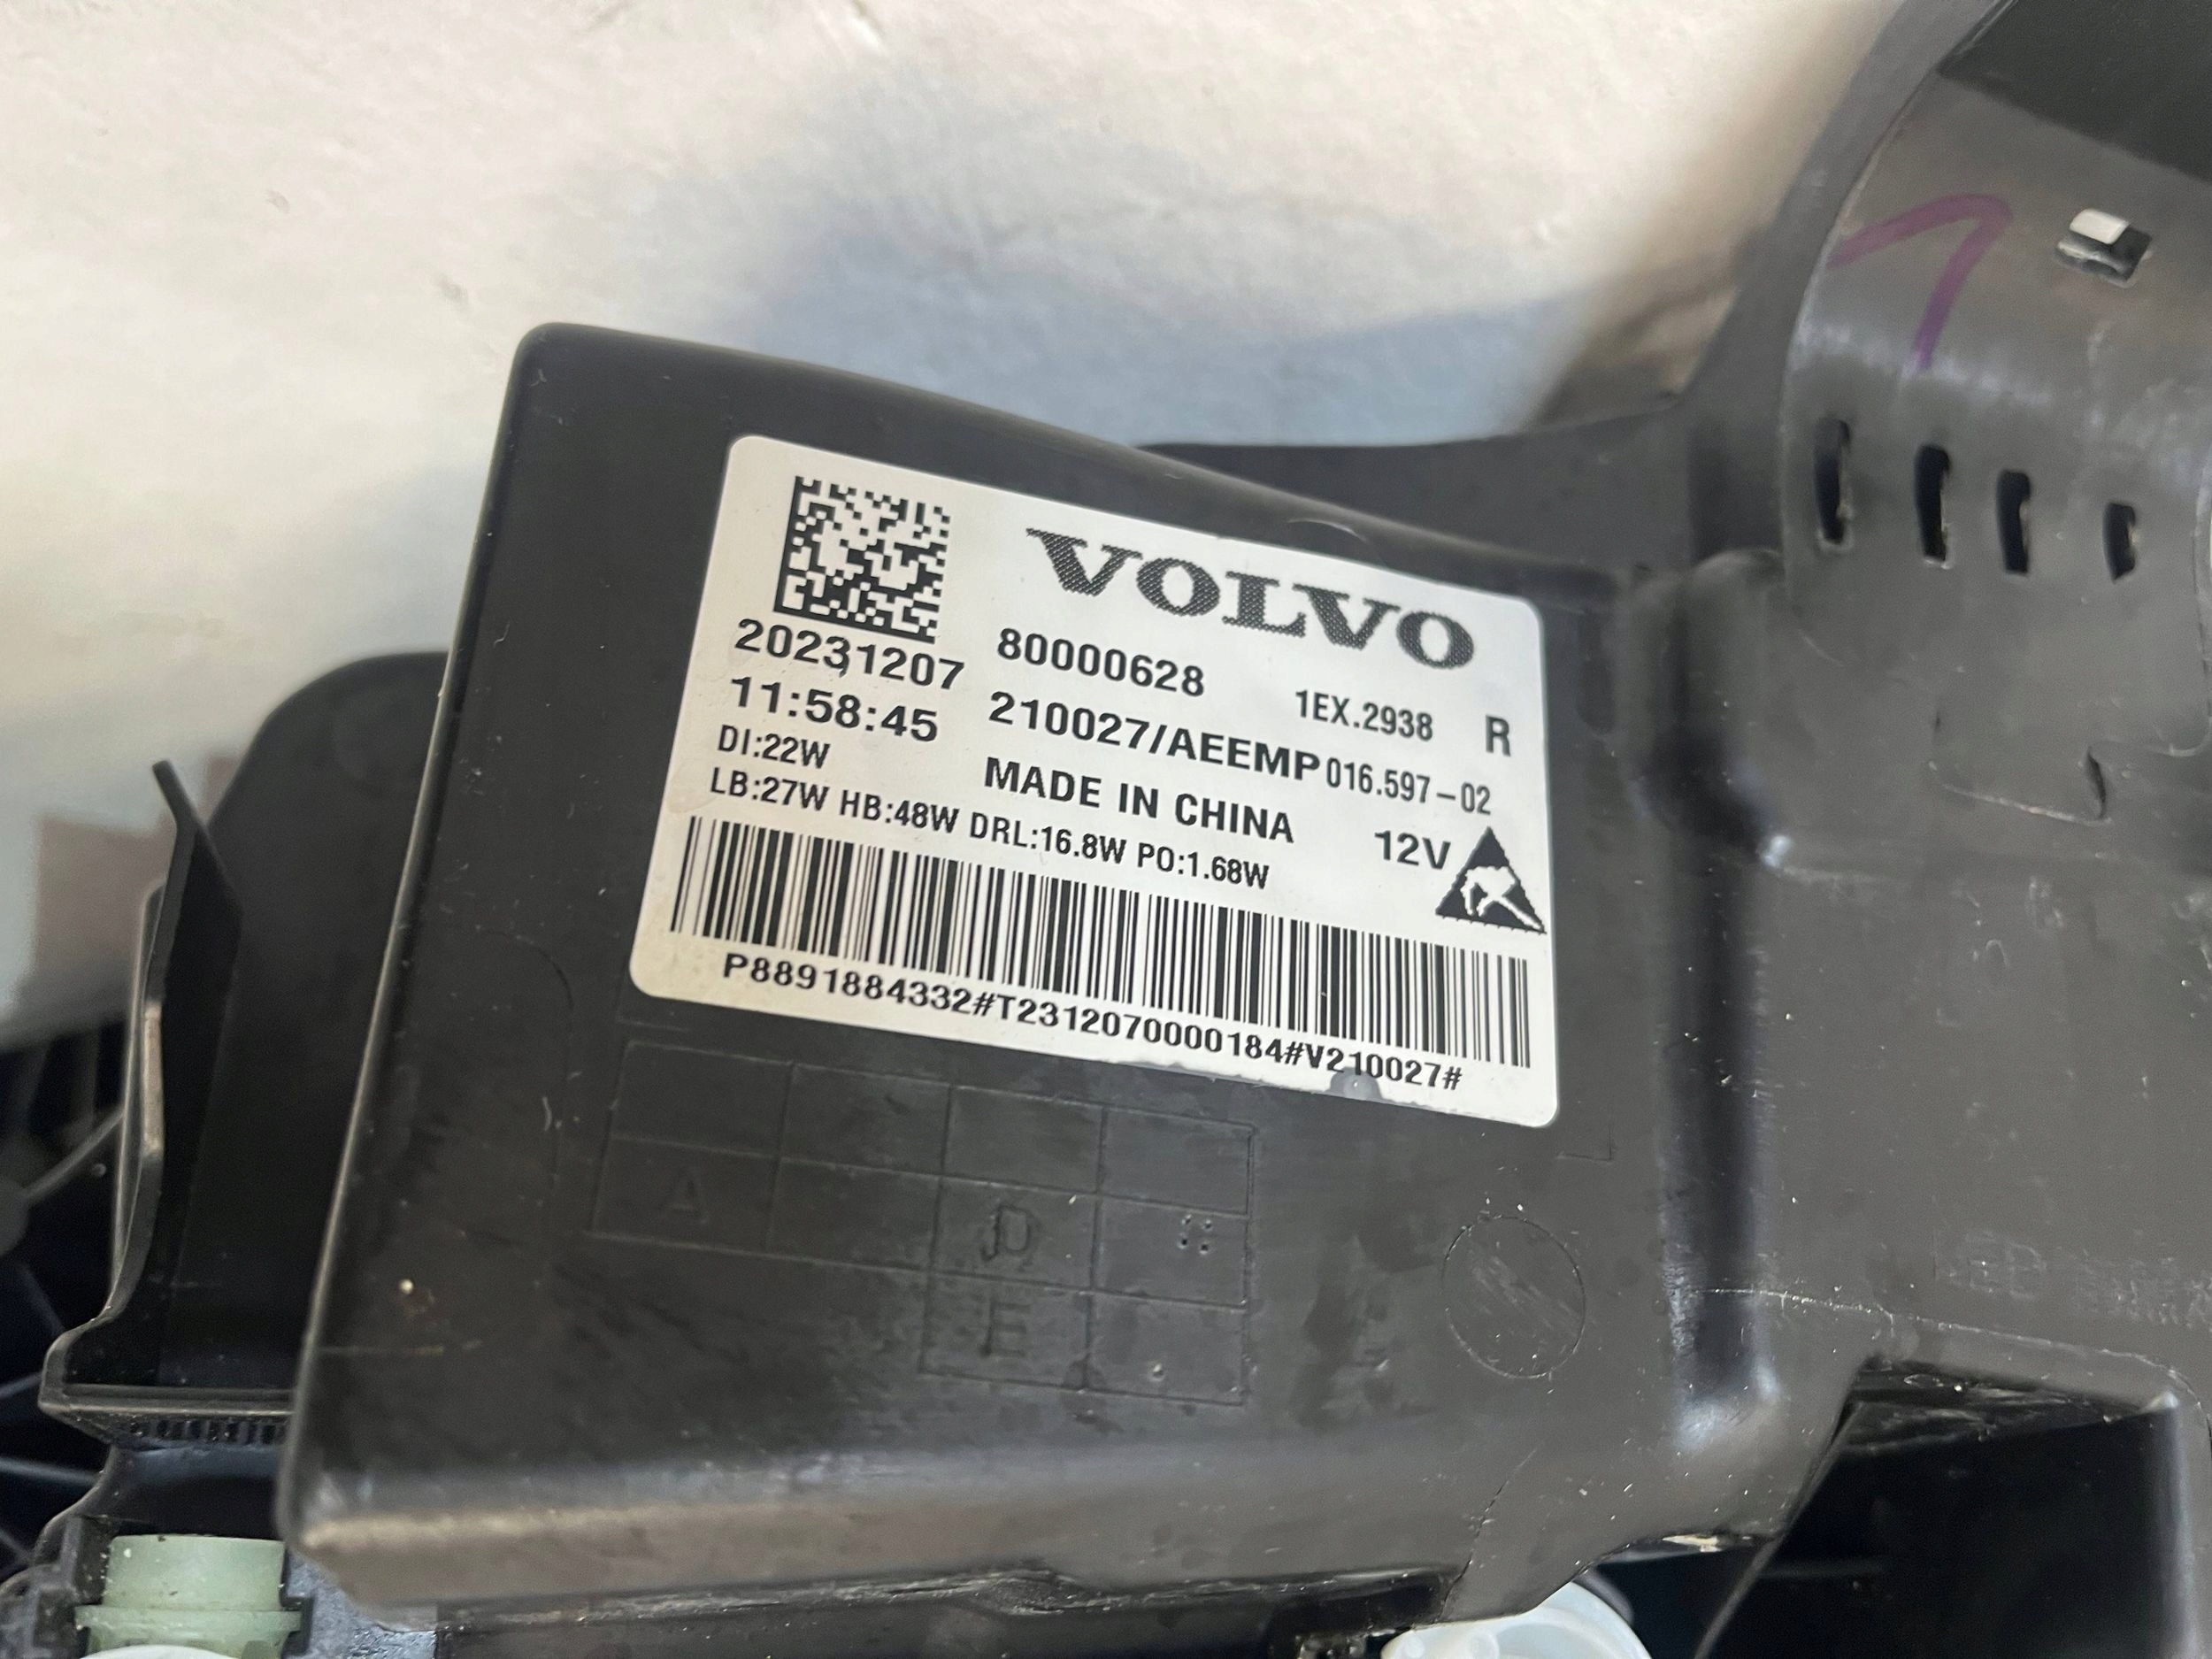 VOLVO
20231207 80000628 1EX.2938 R
11:58:45 210027/AEEMP 016.597-02
DI:22W MADE IN CHINA 12V
LB:27W HB:48W DRL:16.8W PO:1.68W
P8891884332#T2312070000184#V210027#
A D
E